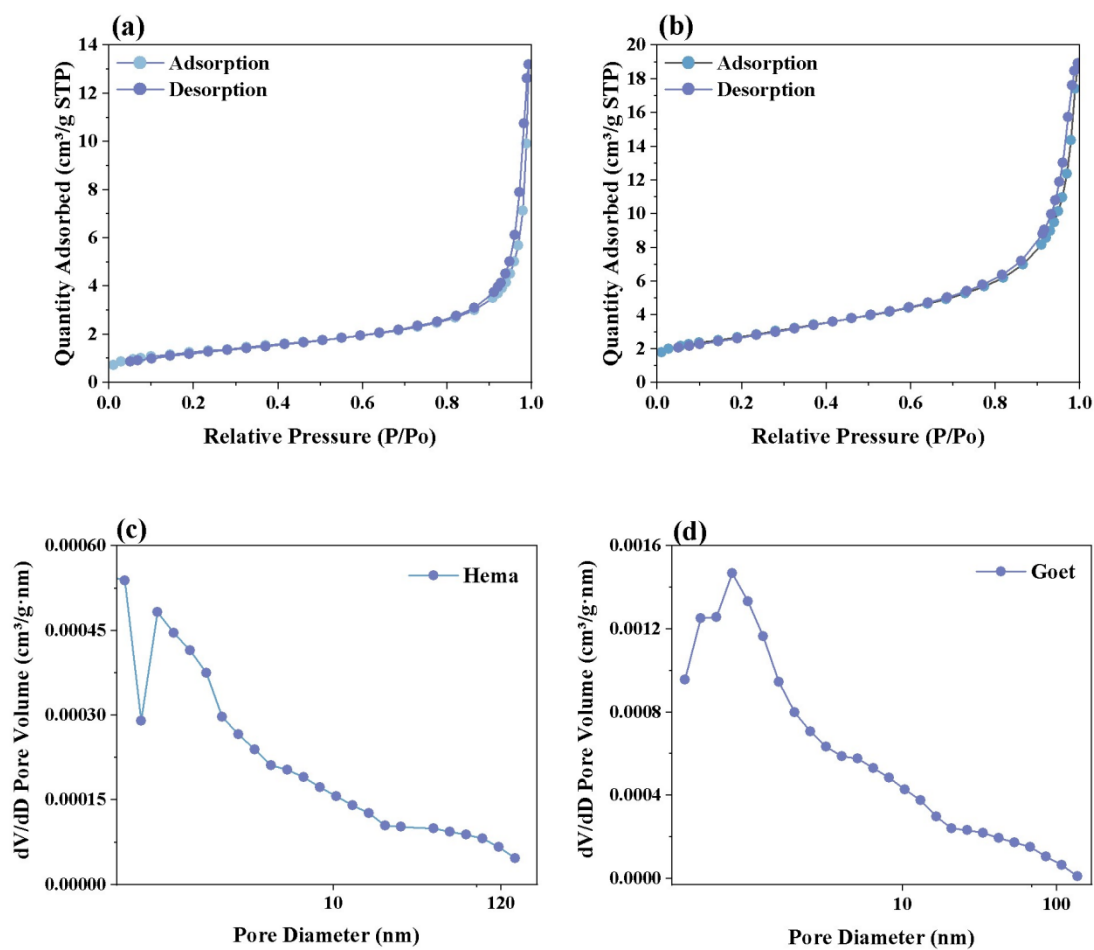 (a)
14
12
10
8
6
4
2
0
Quantity Adsorbed (cm³/g STP)
Adsorption
Desorption
0.0 0.2 0.4 0.6 0.8 1.0
Relative Pressure (P/Po)
(b)
20
18
16
14
12
10
8
6
4
2
0
Quantity Adsorbed (cm³/g STP)
Adsorption
Desorption
0.0 0.2 0.4 0.6 0.8 1.0
Relative Pressure (P/Po)
(c)
0.00060
0.00045
0.00030
0.00015
0.00000
dV/dD Pore Volume (cm³/g·nm)
Hema
10 120
Pore Diameter (nm)
(d)
0.0016
0.0012
0.0008
0.0004
0.0000
dV/dD Pore Volume (cm³/g·nm)
Goet
10 100
Pore Diameter (nm)